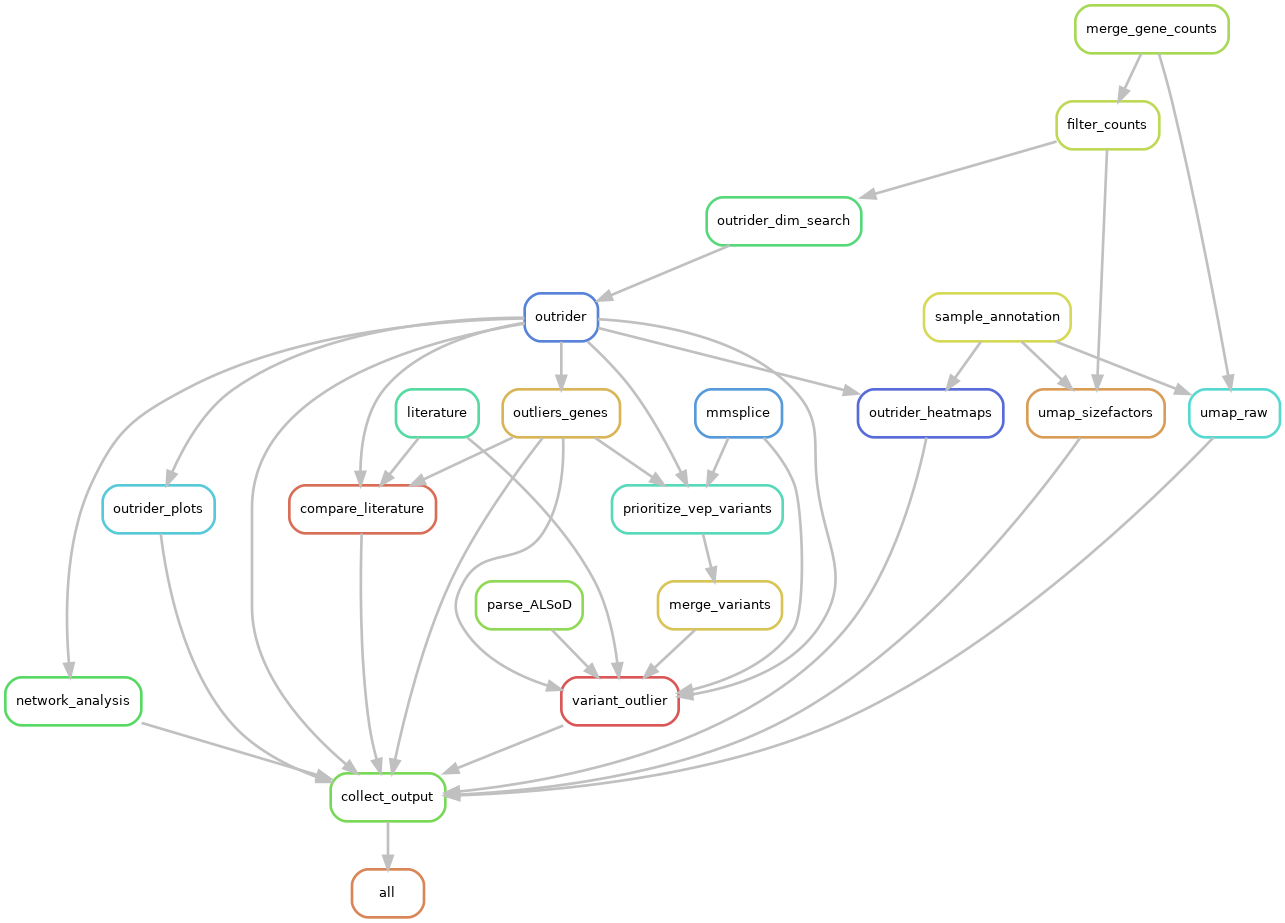 merge_gene_counts
filter_counts
outrider_dim_search
outrider
sample_annotation
literature
outliers_genes
mmsplice
outrider_heatmaps
umap_sizefactors
umap_raw
outrider_plots
compare_literature
prioritize_vep_variants
parse_ALSoD
merge_variants
network_analysis
variant_outlier
collect_output
all